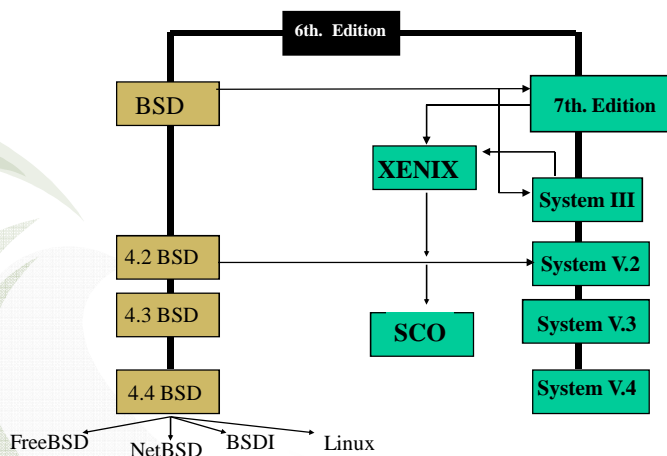 6th. Edition
BSD
7th. Edition
XENIX
System III
4.2 BSD
System V.2
4.3 BSD
SCO
System V.3
4.4 BSD
System V.4
FreeBSD
NetBSD
BSDI
Linux